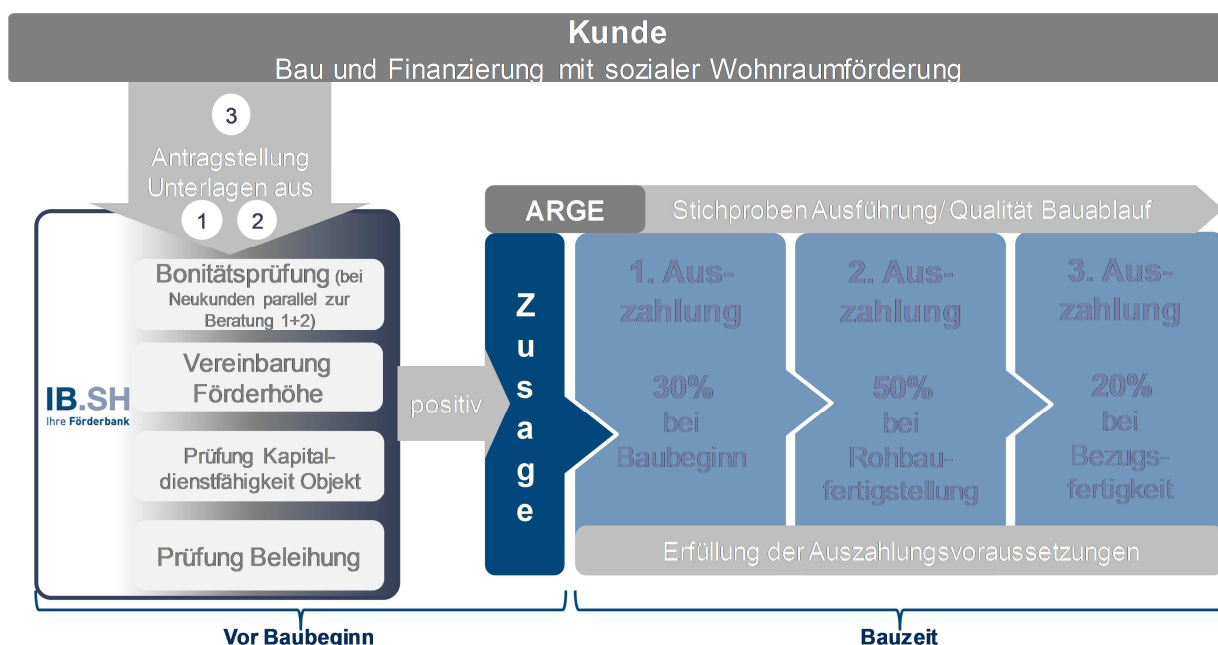 Kunde
Bau und Finanzierung mit sozialer Wohnraumförderung
3
Antragstellung
Unterlagen aus
1 2
Bonitätsprüfung (bei
Neukunden parallel zur
Beratung 1+2)
Vereinbarung
Förderhöhe
IB.SH
Ihre Förderbank
Prüfung Kapital-
dienstfähigkeit Objekt
Prüfung Beleihung
positiv
ARGE
Stichproben Ausführung/ Qualität Bauablauf
Zusage
1. Aus-
zahlung
30%
bei
Baubeginn
2. Aus-
zahlung
50%
bei
Rohbau-
fertigstellung
3. Aus-
zahlung
20%
bei
Bezugs-
fertigkeit
Erfüllung der Auszahlungsvoraussetzungen
Vor Baubeginn
Bauzeit